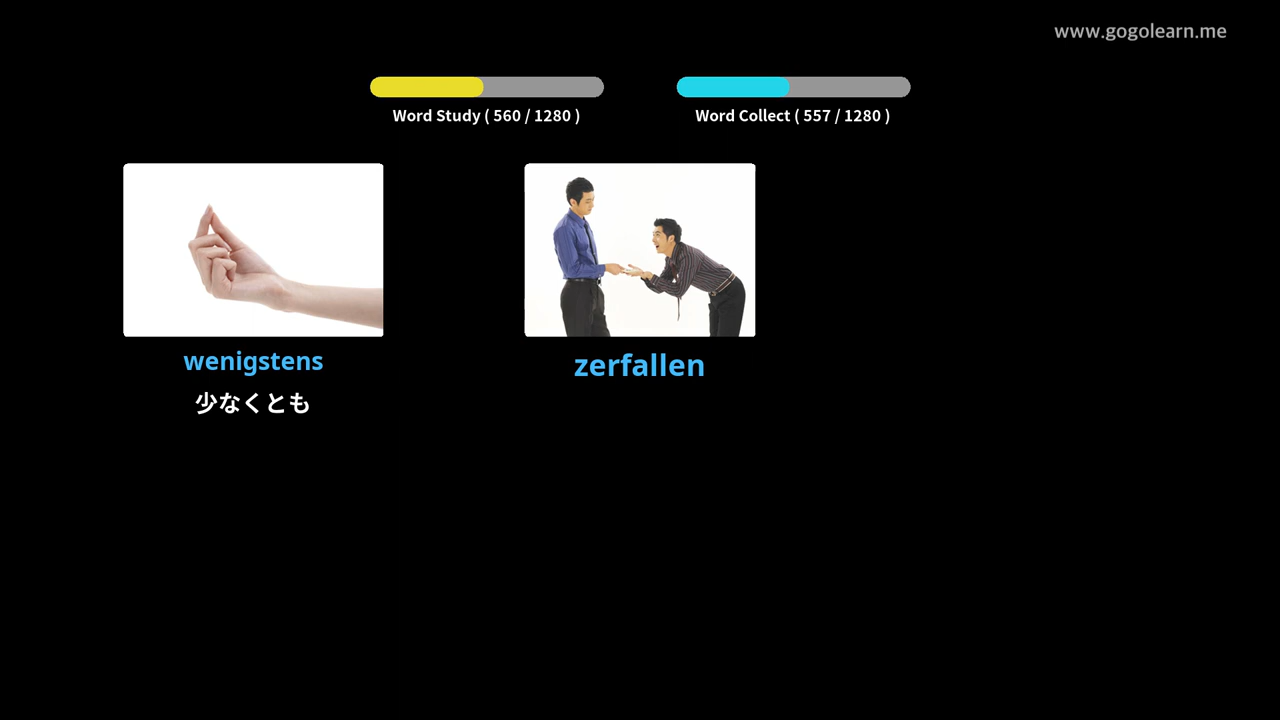 www.gogolearn.me
Word Study ( 560 / 1280 )
Word Collect ( 557 / 1280 )
wenigstens
少なくとも
zerfallen